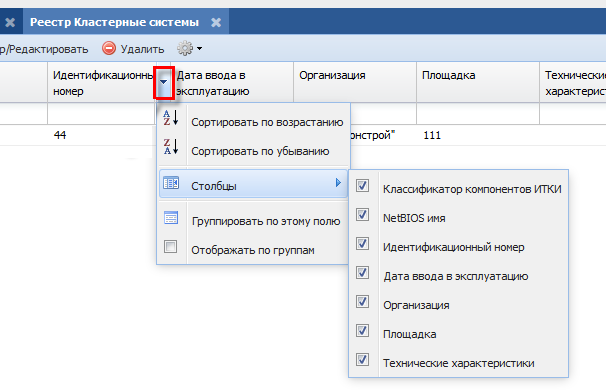 Реестр Кластерные системы
р/Редактировать Удалить
Идентификационны Дата ввода в Организация Площадка Технические
номер эксплуатацию характерист
44 онстрой" 111
Сортировать по возрастанию
Сортировать по убыванию
Столбцы
Группировать по этому полю
Отображать по группам
Классификатор компонентов ИТКИ
NetBIOS имя
Идентификационный номер
Дата ввода в эксплуатацию
Организация
Площадка
Технические характеристики